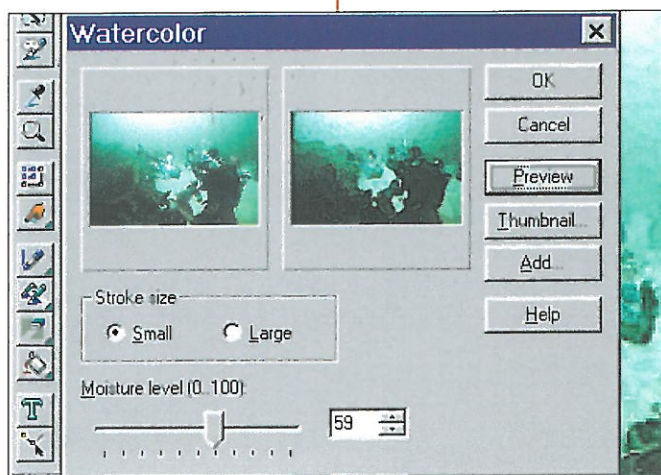 Watercolor
OK
Cancel
Preview
Thumbnail...
Add...
Stroke size
Small
Large
Help
Moisture level (0..100):
59
T